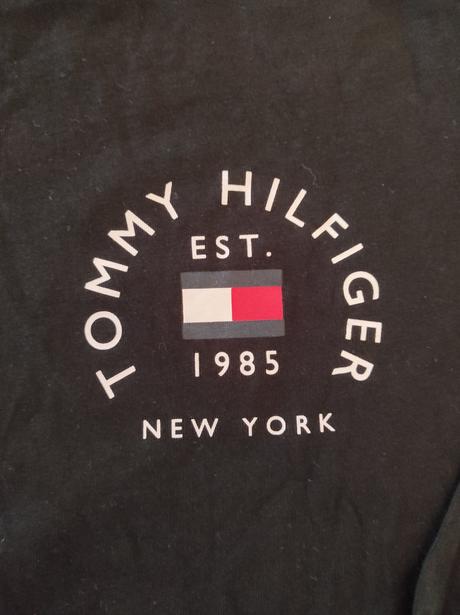 TOMMY HILFIGER
EST.
1985
NEW YORK